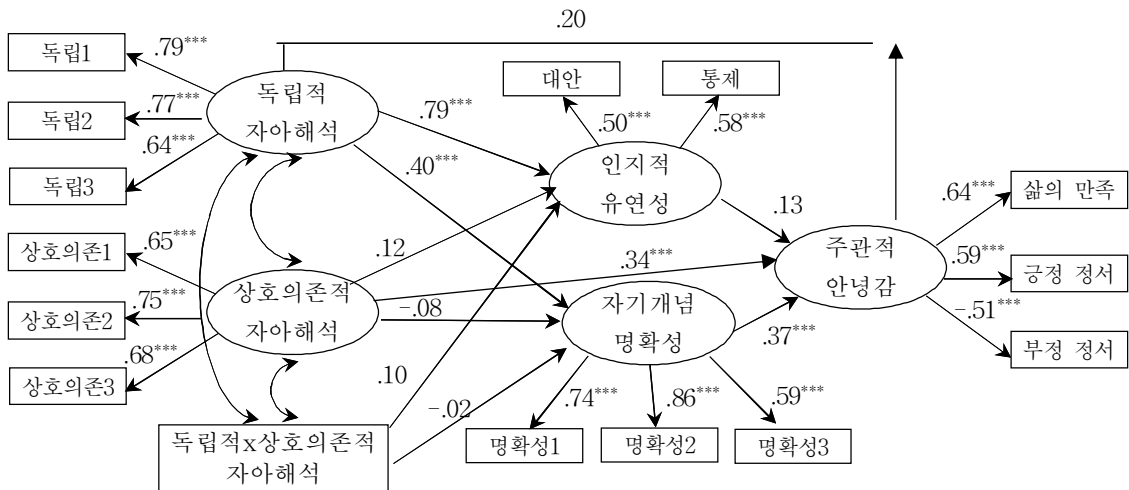 .20
독립1
.79***
독립적
자아해석
독립2
.77***
독립3
.64***
대안
통제
.50***
.58***
.79***
.40***
인지적
유연성
.13
주관적
안녕감
.64***
삶의 만족
.59***
긍정 정서
-.51***
부정 정서
상호의존1
.65***
상호의존적
자아해석
상호의존2
.75***
상호의존3
.68***
.12
.34***
-.08
자기개념
명확성
.37***
.10
-.02
.74***
.86***
.59***
명확성1
명확성2
명확성3
독립적x상호의존적
자아해석